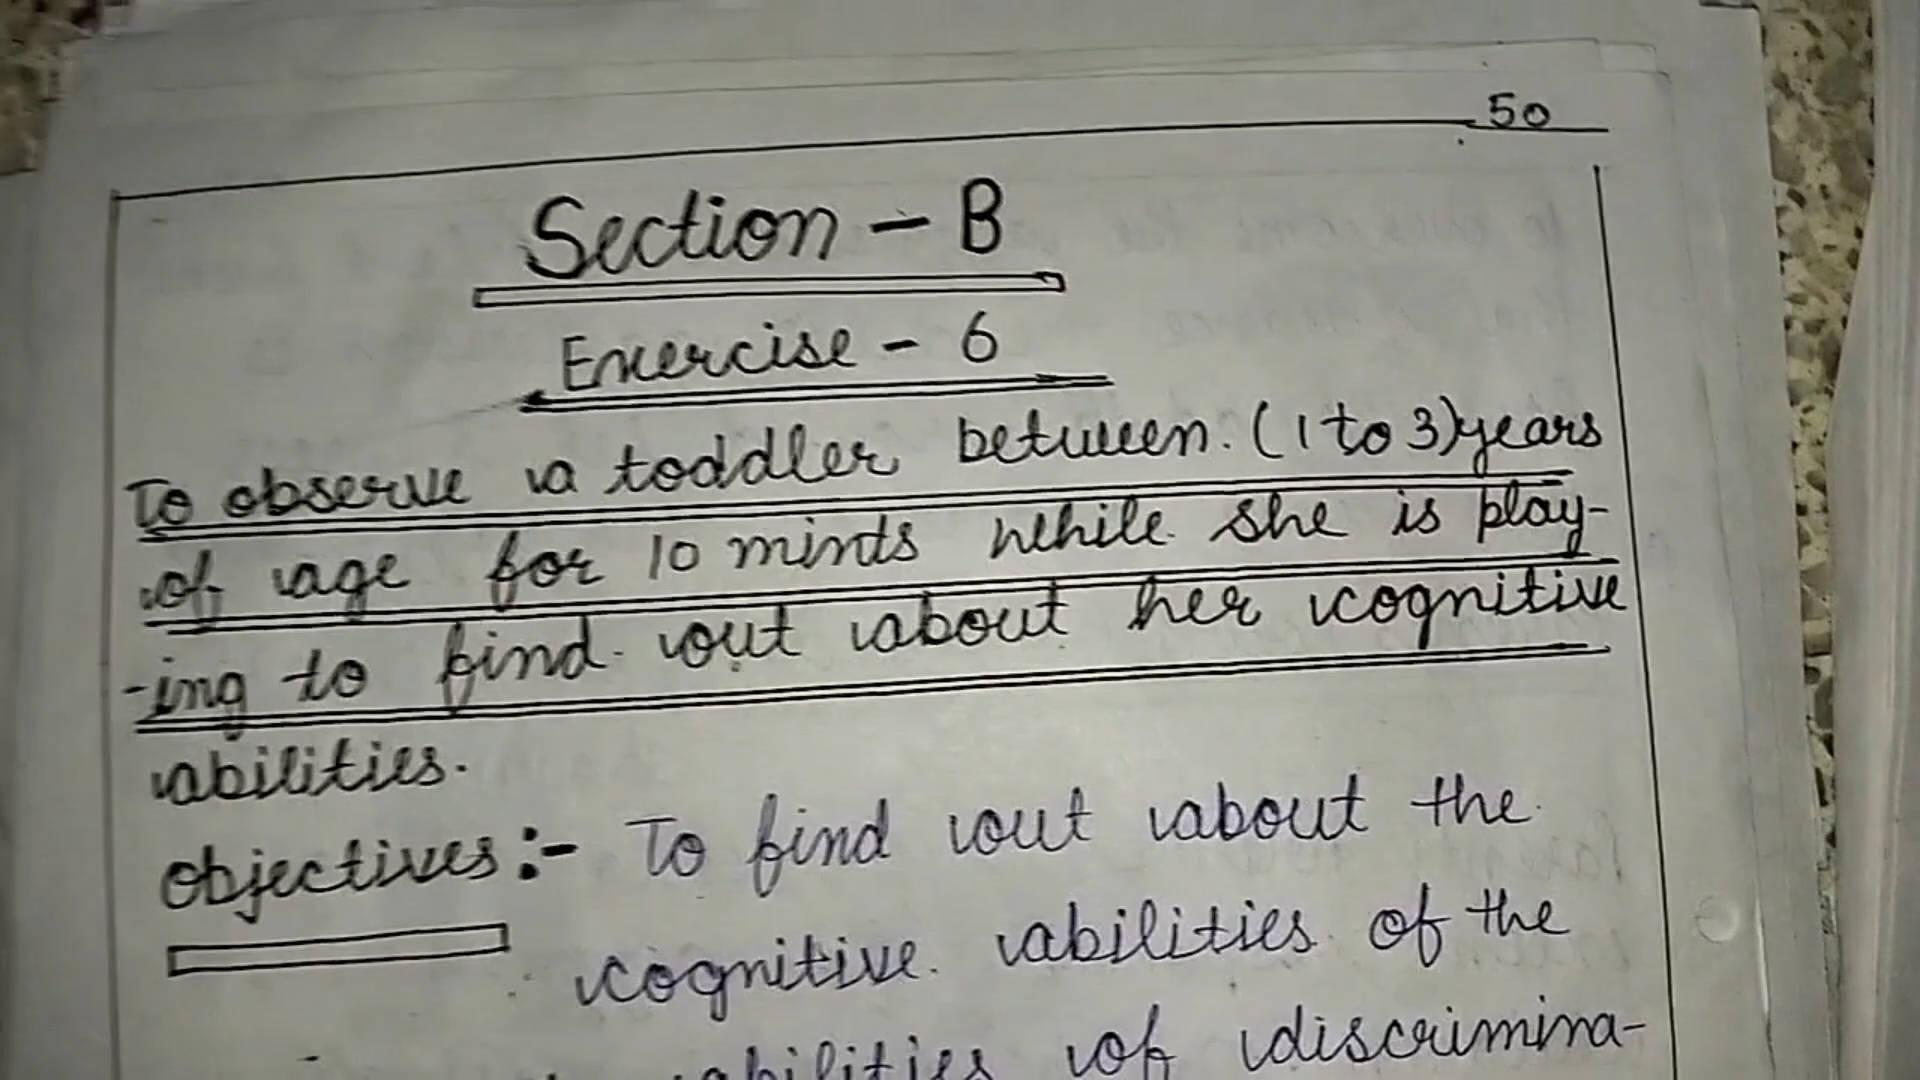 50
Section - B
Exercise - 6
To observe a toddler between (1 to 3) years
of age for 10 mints while she is play-
-ing to find out about her cognitive
abilities.
Objectives :- To find out about the
cognitive abilities of the
abilities of discrimina-